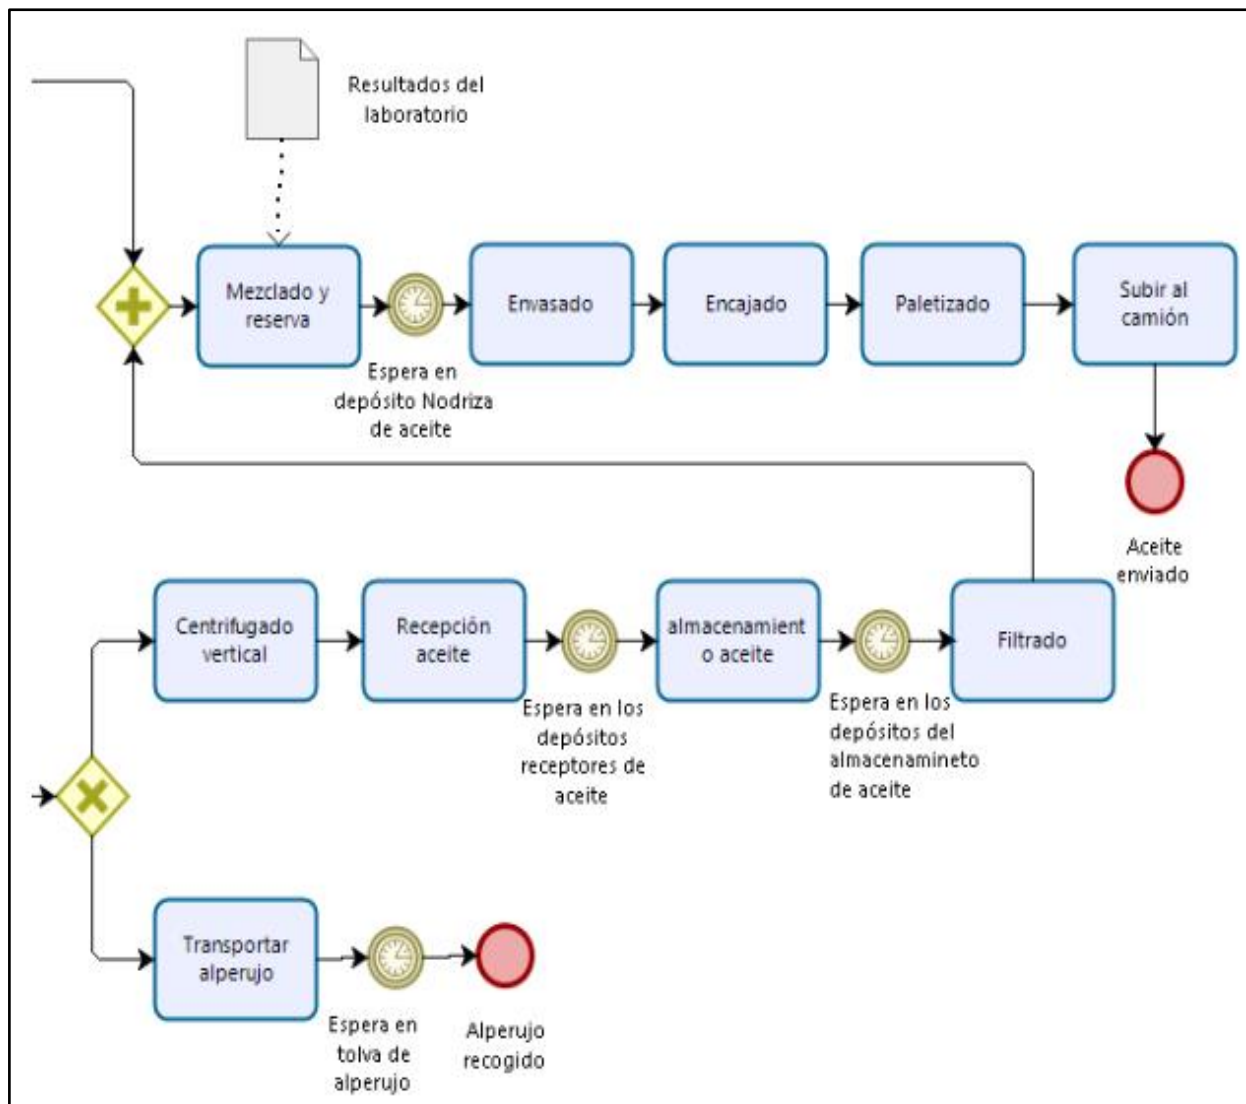 Resultados del
laboratorio
Mezclado y
reserva
Espera en
depósito Nodriza
de aceite
Envasado
Encajado
Paletizado
Subir al
camión
Aceite
enviado
Centrifugado
vertical
Recepción
aceite
Espera en los
depósitos
receptores de
aceite
almacenamient
o aceite
Espera en los
depósitos del
almacenamineto
de aceite
Filtrado
Transportar
alperujo
Espera en
tolva de
alperujo
Alperujo
recogido